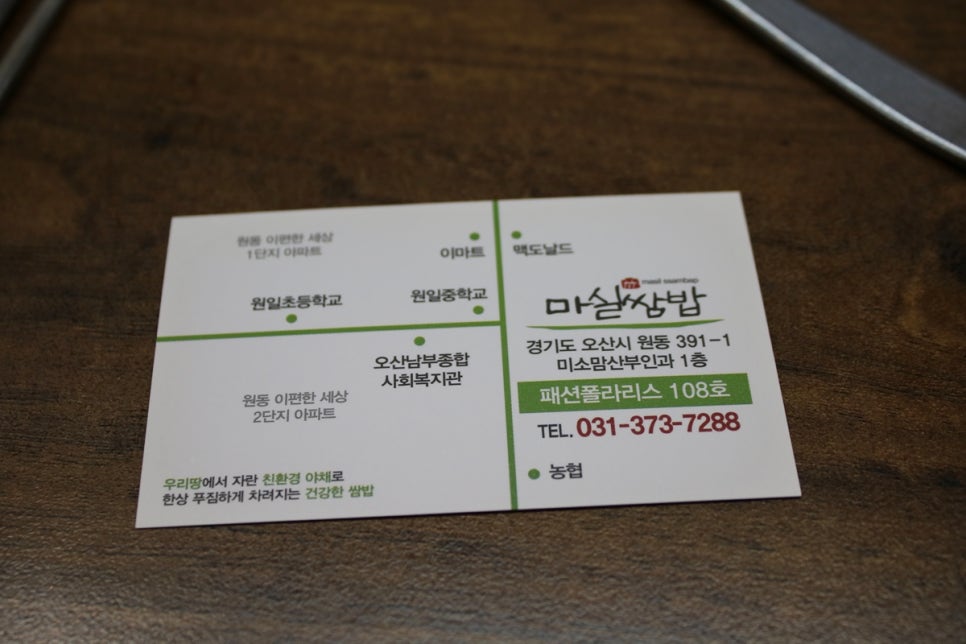 원동 이편한 세상
1단지 아파트
이마트
맥도날드
원일초등학교
원일중학교
오산남부종합
사회복지관
원동 이편한 세상
2단지 아파트
우리땅에서 자란 친환경 야채로
한상 푸짐하게 차려지는 건강한 쌈밥
masil ssambap
마실쌈밥
경기도 오산시 원동 391-1
미소맘산부인과 1층
패션폴라리스 108호
TEL. 031-373-7288
농협